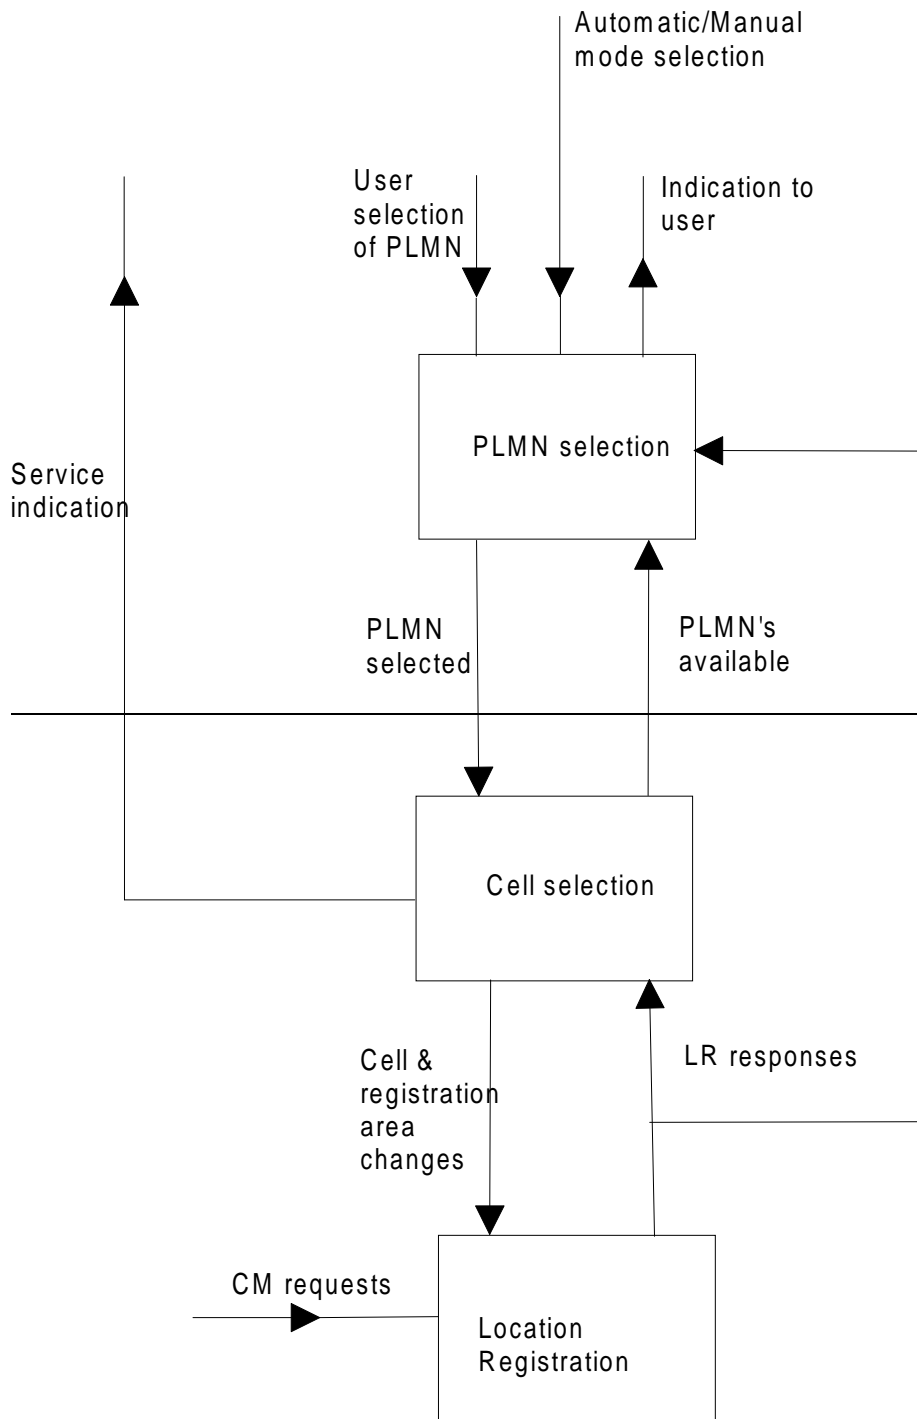 Automatic/Manual
mode selection
User
selection
of PLMN
Indication to
user
PLMN selection
Service
indication
PLMN
selected
PLMN's
available
Cell selection
Cell &
registration
area
changes
LR responses
CM requests
Location
Registration